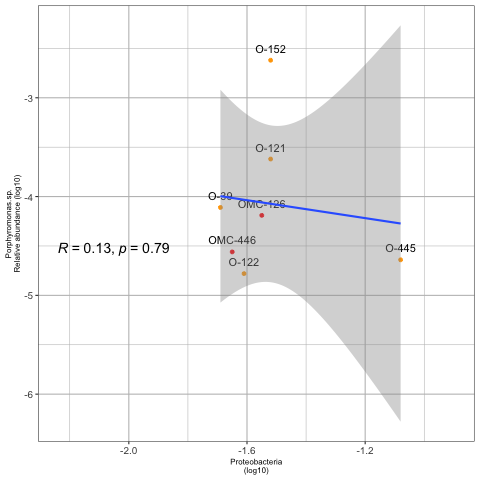 O-152
-3
O-121
Porphyromonas.sp.
Relative abundance (log10)
-4
O-39
OMC-126
R = 0.13, p = 0.79
OMC-446
O-445
O-122
-5
-6
-2.0 -1.6 -1.2
Proteobacteria
(log10)